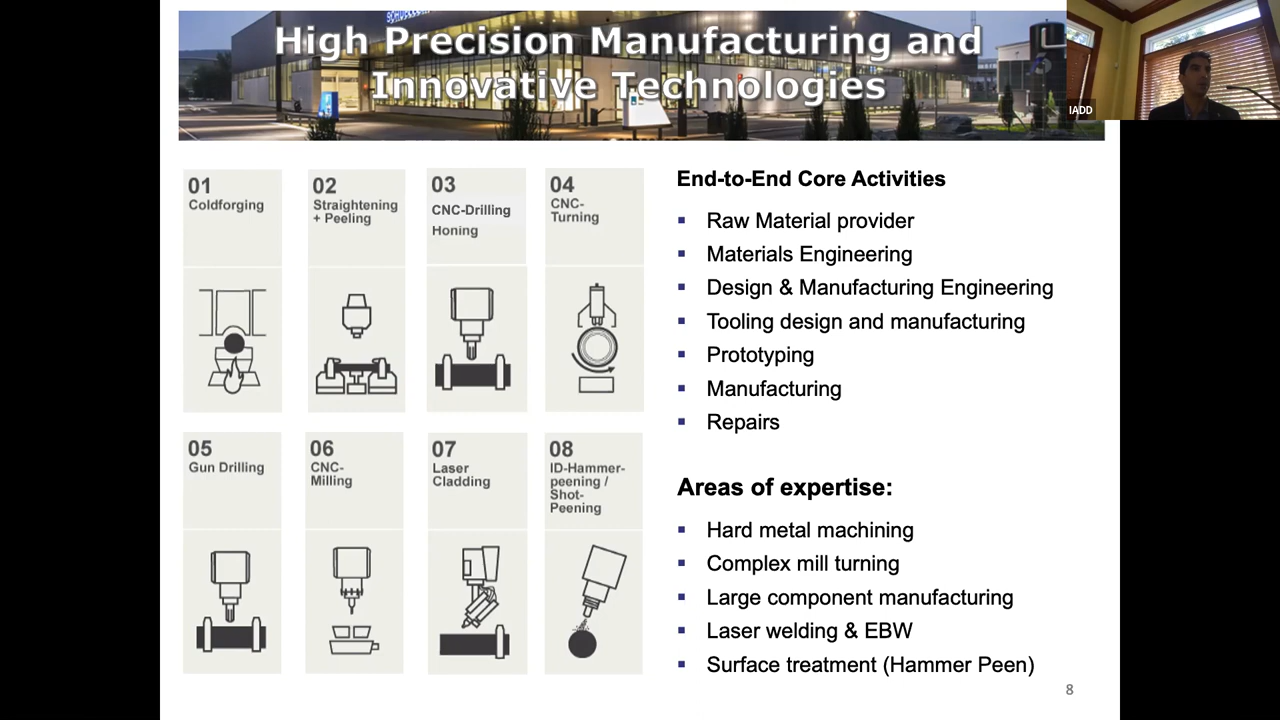 High Precision Manufacturing and
Innovative Technologies
IADD
01
Coldforging
02
Straightening
+ Peeling
03
CNC-Drilling
Honing
04
CNC-
Turning
05
Gun Drilling
06
CNC-
Milling
07
Laser
Cladding
08
ID-Hammer-
peening /
Shot-
Peening
End-to-End Core Activities
▪ Raw Material provider
▪ Materials Engineering
▪ Design & Manufacturing Engineering
▪ Tooling design and manufacturing
▪ Prototyping
▪ Manufacturing
▪ Repairs
Areas of expertise:
▪ Hard metal machining
▪ Complex mill turning
▪ Large component manufacturing
▪ Laser welding & EBW
▪ Surface treatment (Hammer Peen)
8